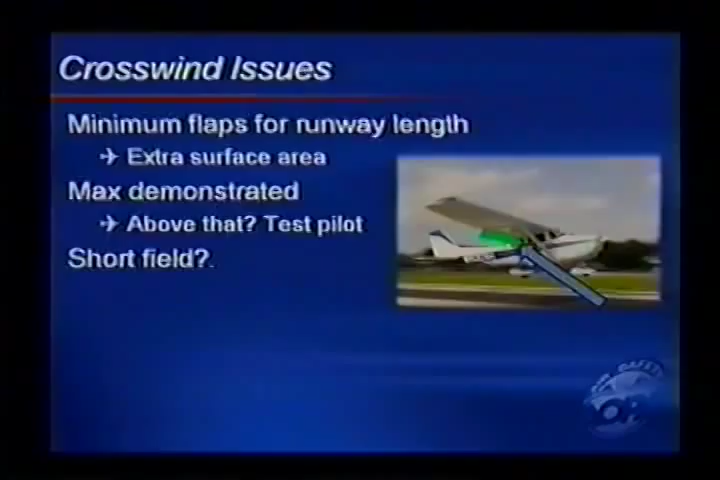 Crosswind Issues
Minimum flaps for runway length
Extra surface area
Max demonstrated
Above that? Test pilot
Short field?.